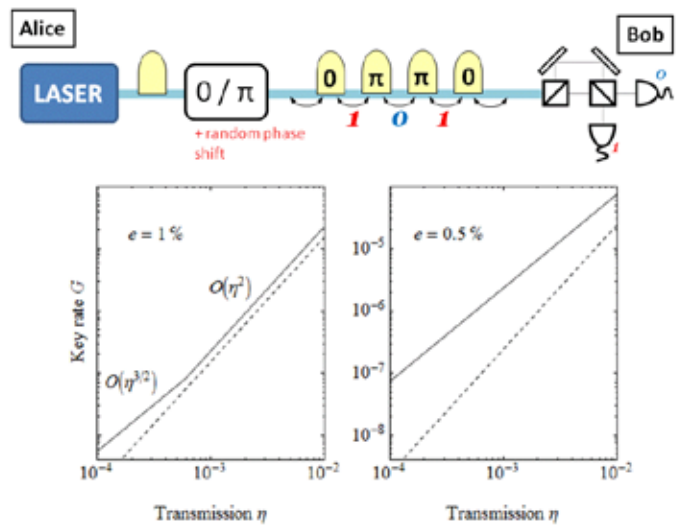 Alice
Bob
LASER
0 / π
+ random phase
shift
0 π π 0
1 0 1
0
1
e = 1 %
e = 0.5 %
O(η²)
O(η^3/2)
Key rate G
10⁻⁵
10⁻⁶
10⁻⁷
10⁻⁸
10⁻⁴ 10⁻³ 10⁻²
10⁻⁴ 10⁻³ 10⁻²
Transmission η
Transmission η